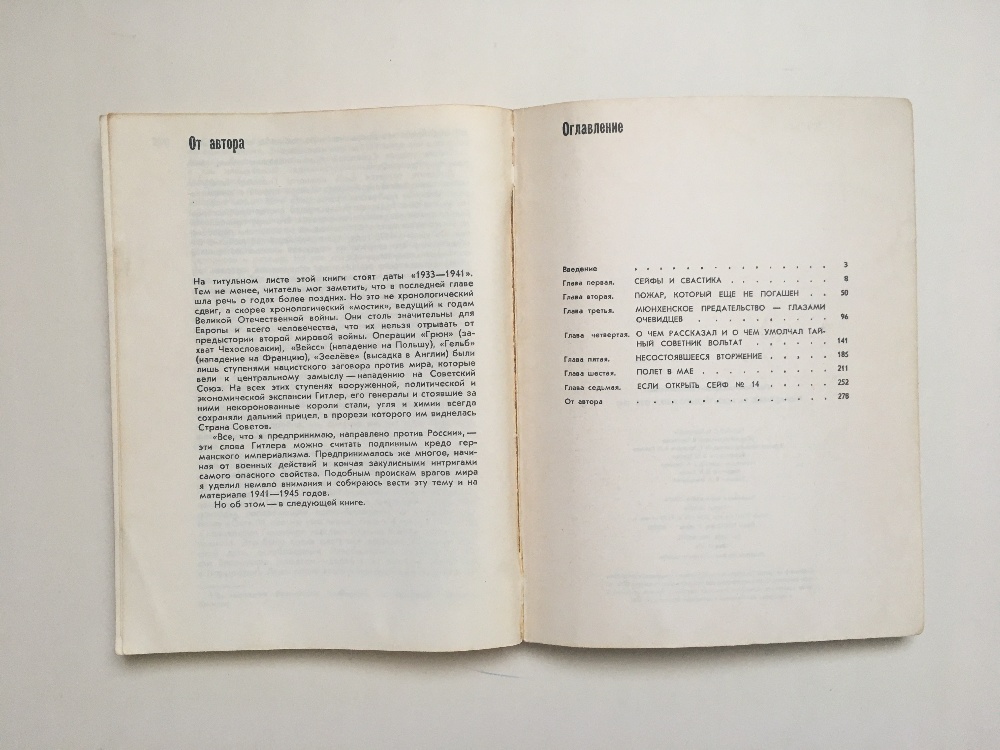 От автора
На титульном листе этой книги стоят даты «1933—1941».
Тем не менее, читатель мог заметить, что в последней главе
шла речь о годах более поздних. Но это не хронологический
сдвиг, а скорее хронологический «мостик», ведущий к годам
Великой Отечественной войны. Они столь значительны для
Европы и всего человечества, что их нельзя отрывать от
предыстории второй мировой войны. Операции «Грюн» (за-
хват Чехословакии), «Вейсс» (нападение на Польшу), «Гельб»
(нападение на Францию), «Зеелёве» (высадка в Англии) были
лишь ступенями нацистского заговора против мира, которые
вели к центральному замыслу — нападению на Советский
Союз. На всех этих ступенях вооруженной, политической и
экономической экспансии Гитлер, его генералы и стоявшие за
ними некоронованные короли стали, угля и химии всегда
сохраняли дальний прицел, в прорези которого им виднелась
Страна Советов.
«Все, что я предпринимаю, направлено против России», —
эти слова Гитлера можно считать подлинным кредо гер-
манского империализма. Предпринималось же многое, начи-
ная от военных действий и кончая закулисными интригами
самого опасного свойства. Подобным проискам врагов мира
я уделил немало внимания и собираюсь вести эту тему и на
материале 1941—1945 годов.
Но об этом — в следующей книге.
Оглавление
Введение . . . . . . . . . . . . . . 3
Глава первая. СЕЙФЫ И СВАСТИКА . . . . . . . . 8
Глава вторая. ПОЖАР, КОТОРЫЙ ЕЩЕ НЕ ПОГАШЕН . . 50
Глава третья. МЮНХЕНСКОЕ ПРЕДАТЕЛЬСТВО — ГЛАЗАМИ
ОЧЕВИДЦЕВ . . . . . . . . . 96
Глава четвертая. О ЧЕМ РАССКАЗАЛ И О ЧЕМ УМОЛЧАЛ ТАЙ-
НЫЙ СОВЕТНИК ВОЛЬТАТ . . . . . . 141
Глава пятая. НЕСОСТОЯВШЕЕСЯ ВТОРЖЕНИЕ . . . . . 185
Глава шестая. ПОЛЕТ В МАЕ . . . . . . . . . . 211
Глава седьмая. ЕСЛИ ОТКРЫТЬ СЕЙФ № 14 . . . . . 252
От автора . . . . . . . . . . . . . . 278